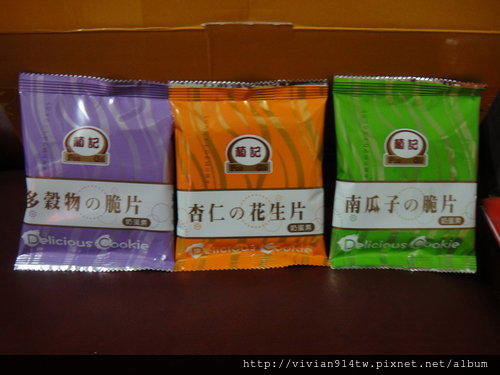 菊記
多穀物の脆片
奶蛋素
Delicious Cookie
菊記
杏仁の花生片
奶蛋素
Delicious Cookie
菊記
南瓜子の脆片
奶蛋素
Delicious Cookie
http://vivian914tw.pixnet.net/album